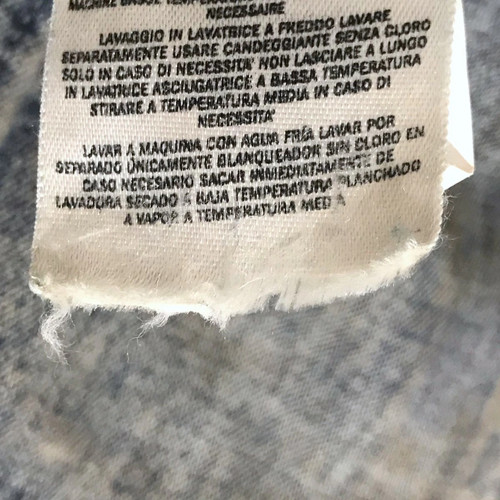 MACHINE BASSE TEMPERATURE
NECESSAIRE
LAVAGGIO IN LAVATRICE A FREDDO LAVARE
SEPARATAMENTE USARE CANDEGGIANTE SENZA CLORO
SOLO IN CASO DI NECESSITA' NON LASCIARE A LUNGO
IN LAVATRICE ASCIUGATRICE A BASSA TEMPERATURA
STIRARE A TEMPERATURA MEDIA IN CASO DI
NECESSITA'
LAVAR A MAQUINA CON AGUA FRÍA LAVAR POR
SEPARADO ÚNICAMENTE BLANQUEADOR SIN CLORO EN
CASO NECESARIO SACAR INMEDIATAMENTE DE
LAVADORA SECADO A BAJA TEMPERATURA PLANCHADO
A VAPOR A TEMPERATURA MEDIA